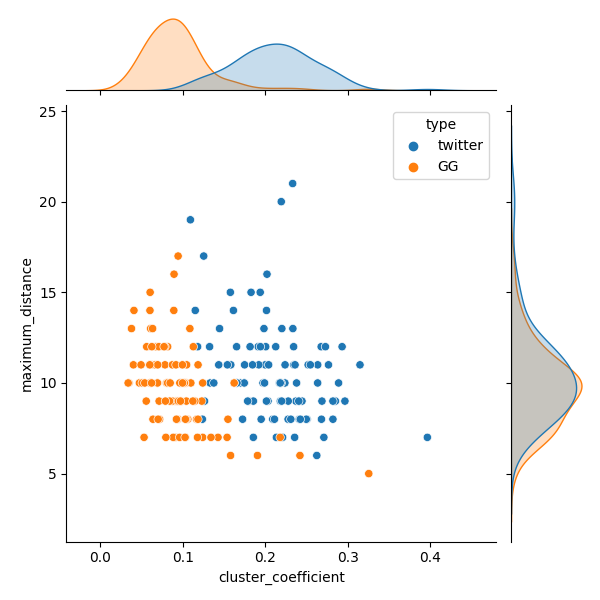 25
20
15
10
5
maximum_distance
type
twitter
GG
0.0 0.1 0.2 0.3 0.4
cluster_coefficient